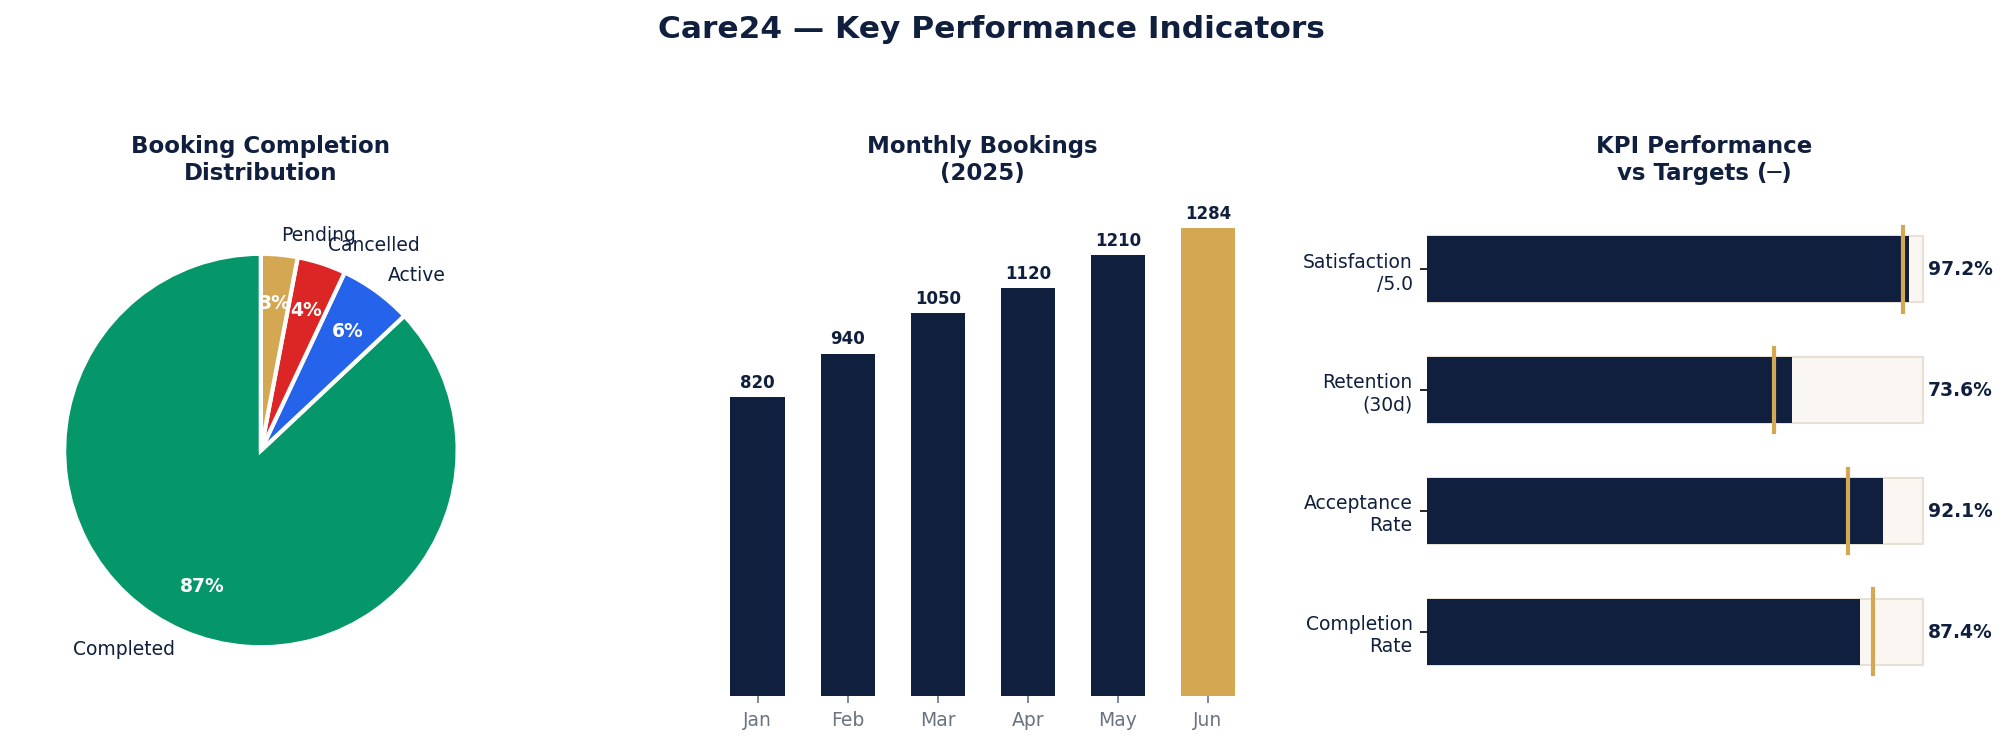 Care24 — Key Performance Indicators
Booking Completion
Distribution
Pending
Cancelled
Active
3%
4%
6%
87%
Completed
Monthly Bookings
(2025)
820
940
1050
1120
1210
1284
Jan
Feb
Mar
Apr
May
Jun
KPI Performance
vs Targets (─)
Satisfaction
/5.0
97.2%
Retention
(30d)
73.6%
Acceptance
Rate
92.1%
Completion
Rate
87.4%